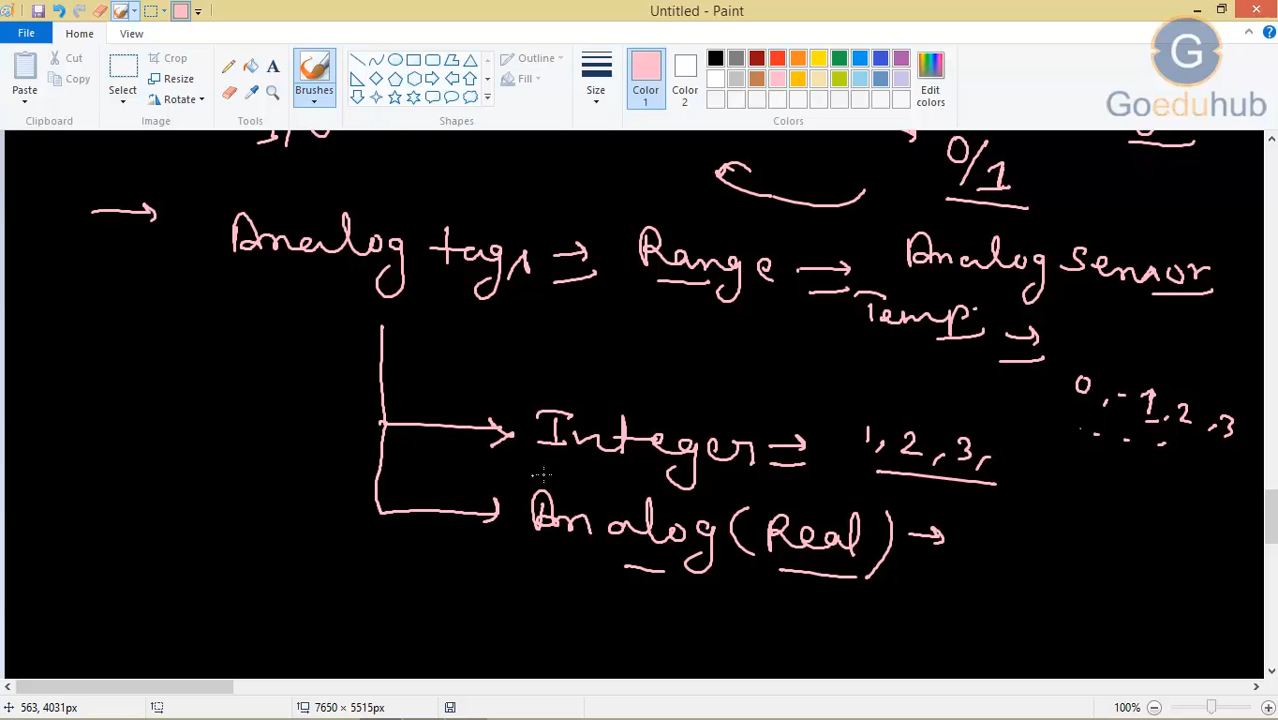 Untitled - Paint
File
Home
View
Paste
Cut
Copy
Clipboard
Select
Crop
Resize
Rotate
Image
Tools
Brushes
Outline
Fill
Shapes
Size
Color 1
Color 2
Edit colors
Colors
G
Goeduhub
I/O
0/1
Analog tags ⇒ Range ⇒ Analog Sensor
Temp. →
0, -1, 2, 3
Integer ⇒ 1, 2, 3,
Analog (Real) →
563, 4031px
7650 × 5515px
100%